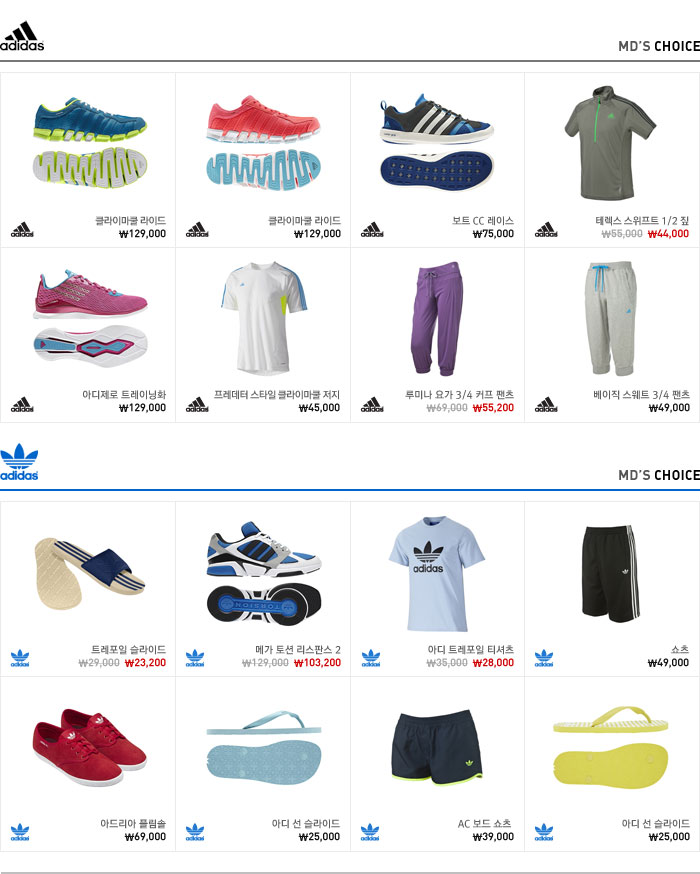 adidas
MD'S CHOICE
클라이마쿨 라이드
₩129,000
클라이마쿨 라이드
₩129,000
보트 CC 레이스
₩75,000
테렉스 스위프트 1/2 짚
₩55,000 ₩44,000
아디제로 트레이닝화
₩129,000
프레데터 스타일 클라이마쿨 저지
₩45,000
루미나 요가 3/4 커프 팬츠
₩69,000 ₩55,200
베이직 스웨트 3/4 팬츠
₩49,000
adidas
MD'S CHOICE
트레포일 슬라이드
adidas
₩29,000 ₩23,200
TORSION
메가 토션 리스판스 2
adidas
₩129,000 ₩103,200
adidas
아디 트레포일 티셔츠
adidas
₩35,000 ₩28,000
쇼츠
adidas
₩49,000
아드리아 플림솔
adidas
₩69,000
아디 선 슬라이드
adidas
₩25,000
AC 보드 쇼츠
adidas
₩39,000
아디 선 슬라이드
adidas
₩25,000